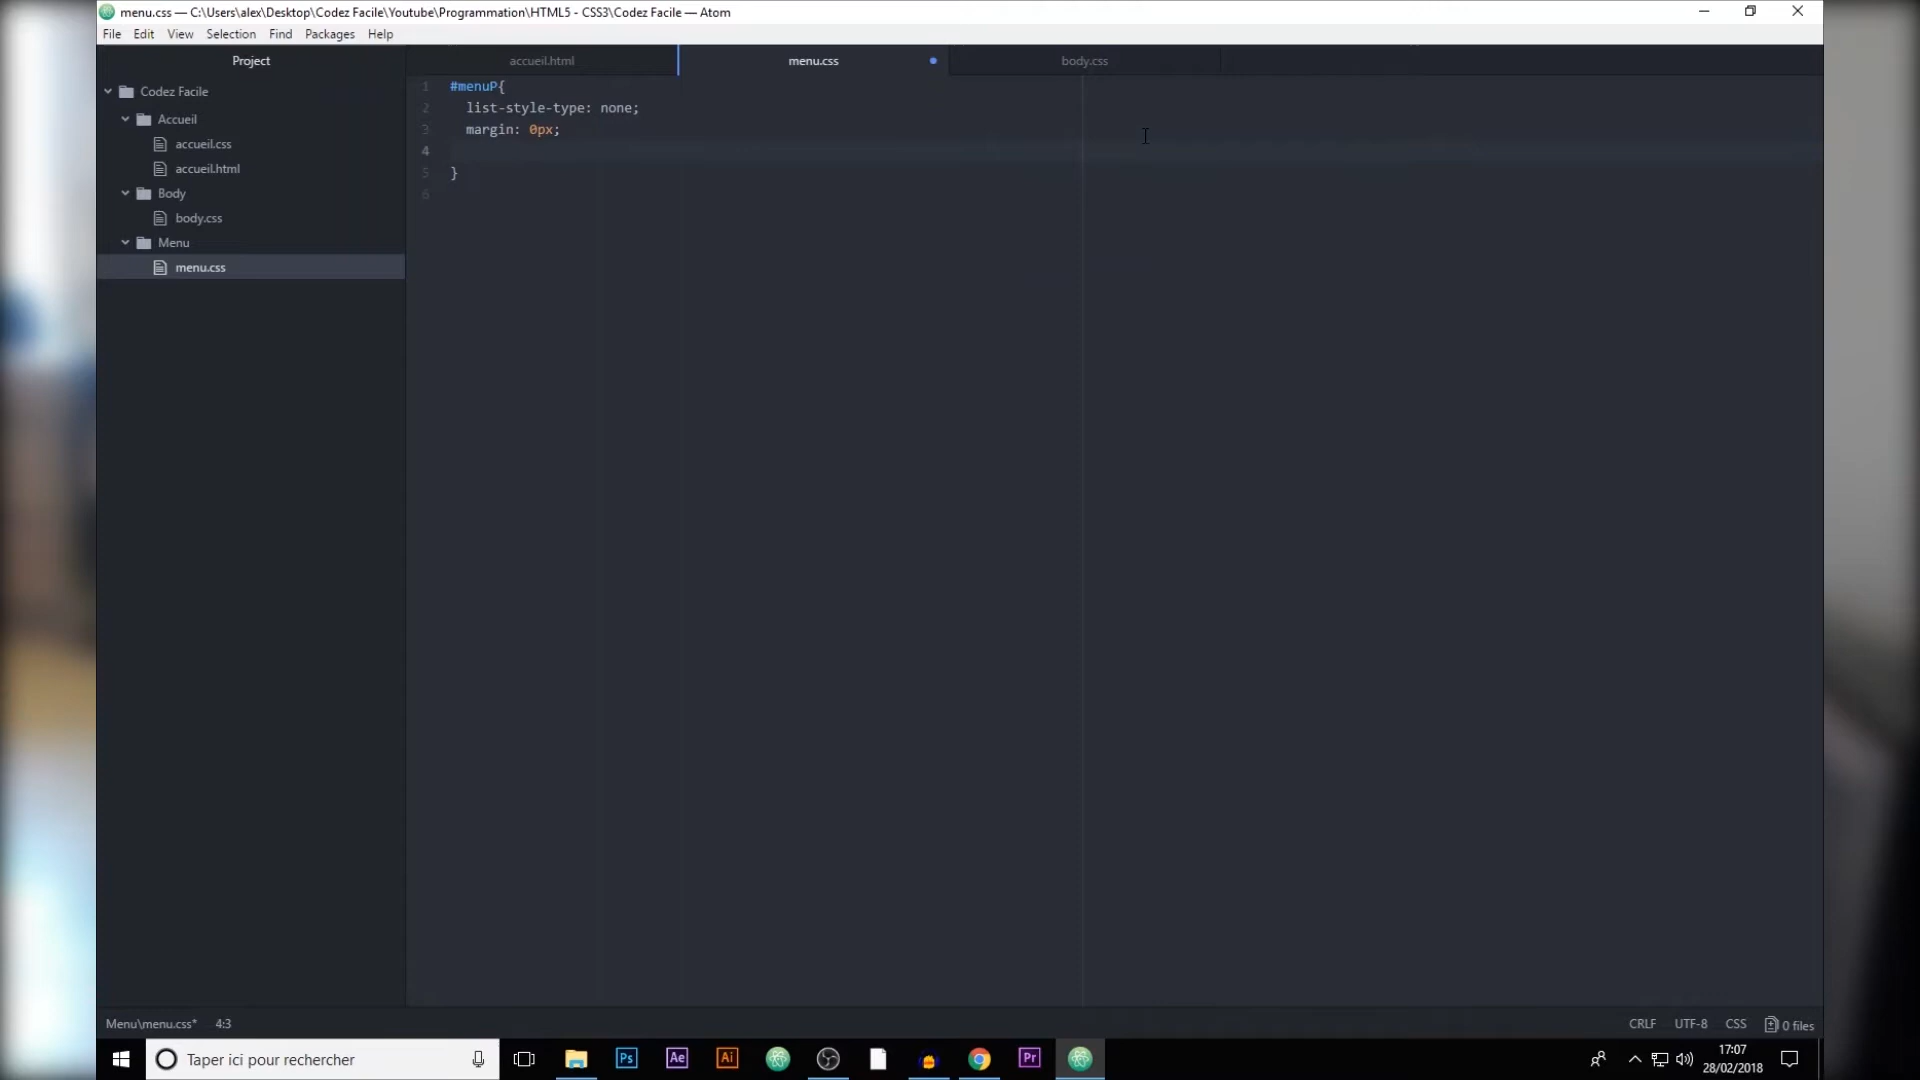 menu.css — C:\Users\alex\Desktop\Codez Facile\Youtube\Programmation\HTML5 - CSS3\Codez Facile — Atom
File Edit View Selection Find Packages Help
Project
accueil.html
menu.css
body.css
Codez Facile
Accueil
accueil.css
accueil.html
Body
body.css
Menu
menu.css
1 #menuP{
2 list-style-type: none;
3 margin: 0px;
4
5 }
6
Menu\menu.css* 4:3
CRLF UTF-8 CSS 0 files
Taper ici pour rechercher
Ps Ae Ai Pr
17:07
28/02/2018